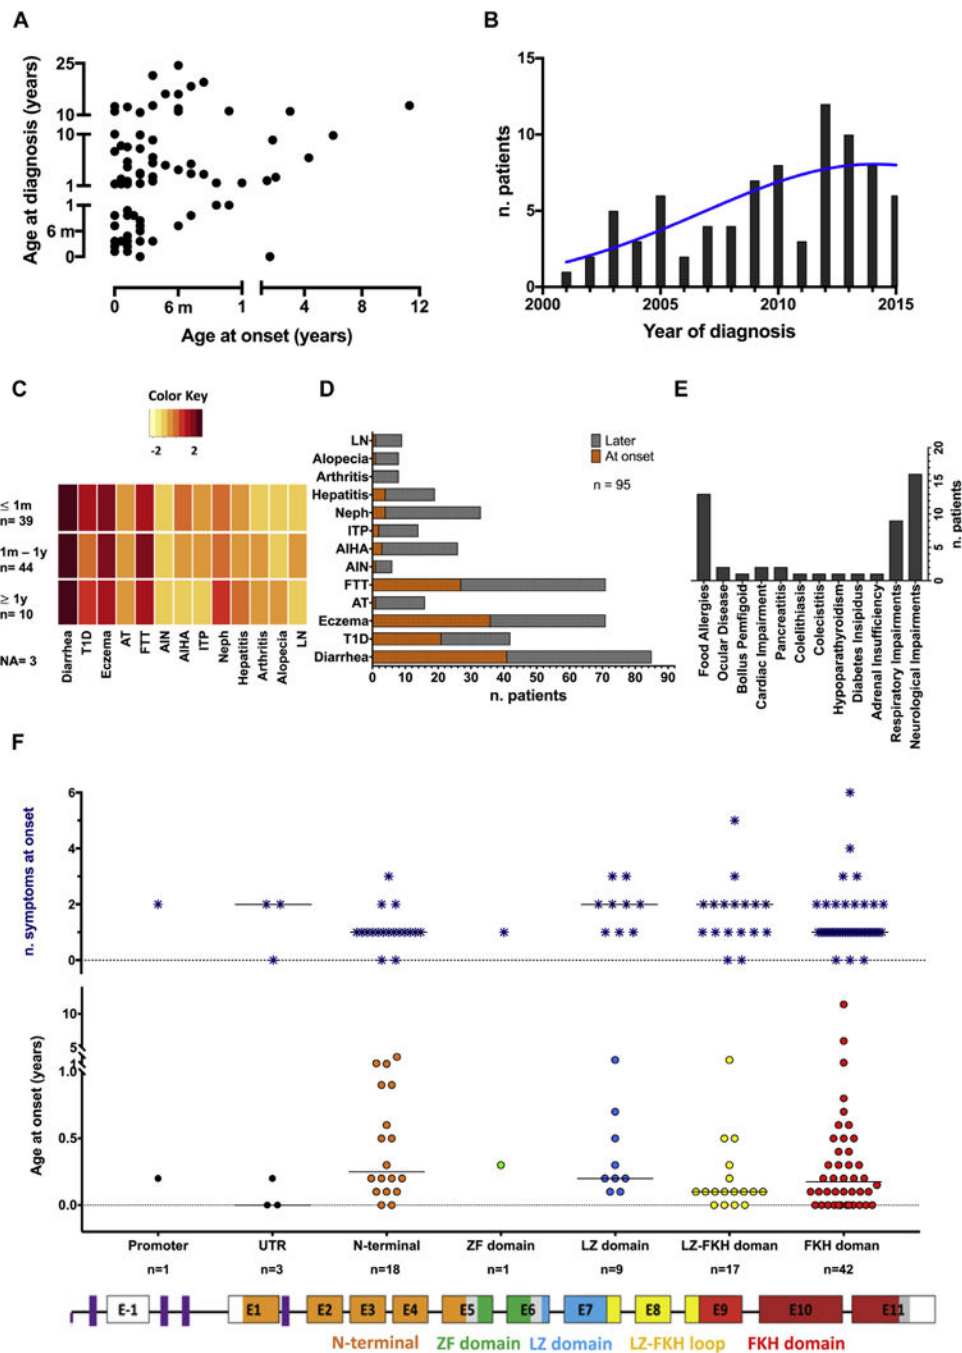 A
25
10
10
1
1
6 m
0
Age at diagnosis (years)
0
6 m
1
4
8
12
Age at onset (years)
B
15
10
5
0
n. patients
2000
2005
2010
2015
Year of diagnosis
C
Color Key
-2
2
≤ 1m
n= 39
1m – 1y
n= 44
≥ 1y
n= 10
NA= 3
Diarrhea
T1D
Eczema
AT
FTT
AIN
AIHA
ITP
Neph
Hepatitis
Arthritis
Alopecia
LN
D
LN
Alopecia
Arthritis
Hepatitis
Neph
ITP
AIHA
AIN
FTT
AT
Eczema
T1D
Diarrhea
Later
At onset
n = 95
0 10 20 30 40 50 60 70 80 90
n. patients
E
20
15
10
5
0
n. patients
Food Allergies
Ocular Disease
Bollus Pemfigoid
Cardiac Impairment
Pancreatitis
Colelithiasis
Colecistitis
Hypoparathyroidism
Diabetes Insipidus
Adrenal Insufficiency
Respiratory Impairments
Neurological Impairments
F
6
4
2
0
n. symptoms at onset
10
5
1
1.0
0.5
0.0
Age at onset (years)
Promoter UTR N-terminal ZF domain LZ domain LZ-FKH doman FKH doman
n=1 n=3 n=18 n=1 n=9 n=17 n=42
E-1 E1 E2 E3 E4 E5 E6 E7 E8 E9 E10 E11
N-terminal ZF domain LZ domain LZ-FKH loop FKH domain